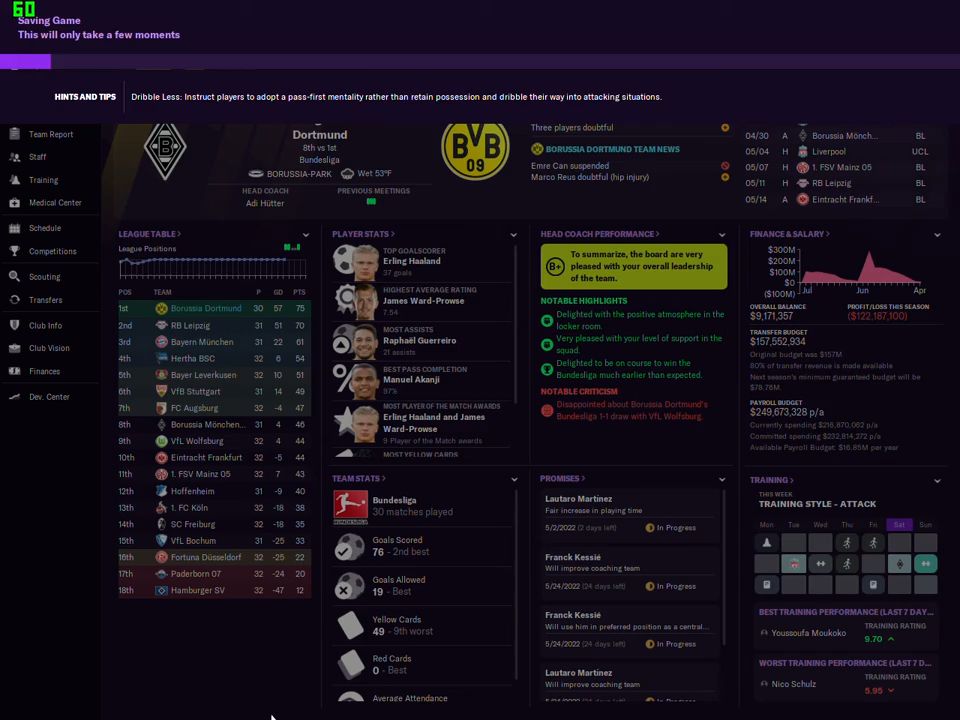 60
Saving Game
This will only take a few moments
HINTS AND TIPS
Dribble Less: Instruct players to adopt a pass-first mentality rather than retain possession and dribble their way into attacking situations.
Team Report
Staff
Training
Medical Center
Schedule
Competitions
Scouting
Transfers
Club Info
Club Vision
Finances
Dev. Center
Dortmund
8th vs 1st
Bundesliga
BORUSSIA-PARK
Wet 53°F
HEAD COACH
Adi Hütter
PREVIOUS MEETINGS
BVB
09
Three players doubtful
BORUSSIA DORTMUND TEAM NEWS
Emre Can suspended
Marco Reus doubtful (hip injury)
04/30 A Borussia Mönch... BL
05/04 H Liverpool UCL
05/07 H 1. FSV Mainz 05 BL
05/11 H RB Leipzig BL
05/14 A Eintracht Frankf... BL
LEAGUE TABLE
League Positions
POS TEAM P GD PTS
1st Borussia Dortmund 30 57 75
2nd RB Leipzig 31 51 70
3rd Bayern München 31 22 61
4th Hertha BSC 32 6 54
5th Bayer Leverkusen 32 10 51
6th VfB Stuttgart 31 14 49
7th FC Augsburg 32 -4 47
8th Borussia Mönchen... 31 4 46
9th VfL Wolfsburg 32 4 44
10th Eintracht Frankfurt 32 -5 44
11th 1. FSV Mainz 05 32 7 43
12th Hoffenheim 31 -9 40
13th 1. FC Köln 32 -18 38
14th SC Freiburg 32 -18 35
15th VfL Bochum 31 -25 33
16th Fortuna Düsseldorf 32 -25 22
17th Paderborn 07 32 -24 20
18th Hamburger SV 32 -47 12
PLAYER STATS
TOP GOALSCORER
Erling Haaland
37 goals
HIGHEST AVERAGE RATING
James Ward-Prowse
7.54
MOST ASSISTS
Raphaël Guerreiro
21 assists
BEST PASS COMPLETION
Manuel Akanji
97%
MOST PLAYER OF THE MATCH AWARDS
Erling Haaland and James
Ward-Prowse
9 Player of the Match awards
MOST YELLOW CARDS
TEAM STATS
Bundesliga
30 matches played
BUNDESLIGA
Goals Scored
76 - 2nd best
Goals Allowed
19 - Best
Yellow Cards
49 - 9th worst
Red Cards
0 - Best
Average Attendance
HEAD COACH PERFORMANCE
B+
To summarize, the board are very
pleased with your overall leadership
of the team.
NOTABLE HIGHLIGHTS
Delighted with the positive atmosphere in the
locker room.
Very pleased with your level of support in the
squad.
Delighted to be on course to win the
Bundesliga much earlier than expected.
NOTABLE CRITICISM
Disappointed about Borussia Dortmund's
Bundesliga 1-1 draw with VfL Wolfsburg.
PROMISES
Lautaro Martínez
Fair increase in playing time
5/2/2022 (2 days left) In Progress
Franck Kessié
Will improve coaching team
5/24/2022 (24 days left) In Progress
Franck Kessié
Will use him in preferred position as a central...
5/24/2022 (24 days left) In Progress
Lautaro Martínez
Will improve coaching team
FINANCE & SALARY
$300M
$200M
$100M
$0
($100M)
Jul Jun Apr
OVERALL BALANCE
$9,171,357
PROFIT/LOSS THIS SEASON
($122,187,100)
TRANSFER BUDGET
$157,552,934
Original budget was $157M
80% of transfer revenue is made available
Next season's minimum guaranteed budget will be
$78.76M.
PAYROLL BUDGET
$249,673,328 p/a
Currently spending $216,870,062 p/a
Committed spending $232,814,272 p/a
Available Payroll Budget $16.85M per year
TRAINING
THIS WEEK
TRAINING STYLE - ATTACK
Mon Tue Wed Thu Fri Sat Sun
BEST TRAINING PERFORMANCE (LAST 7 DAY...
Youssoufa Moukoko
TRAINING RATING
9.70
WORST TRAINING PERFORMANCE (LAST 7 D...
Nico Schulz
TRAINING RATING
5.95